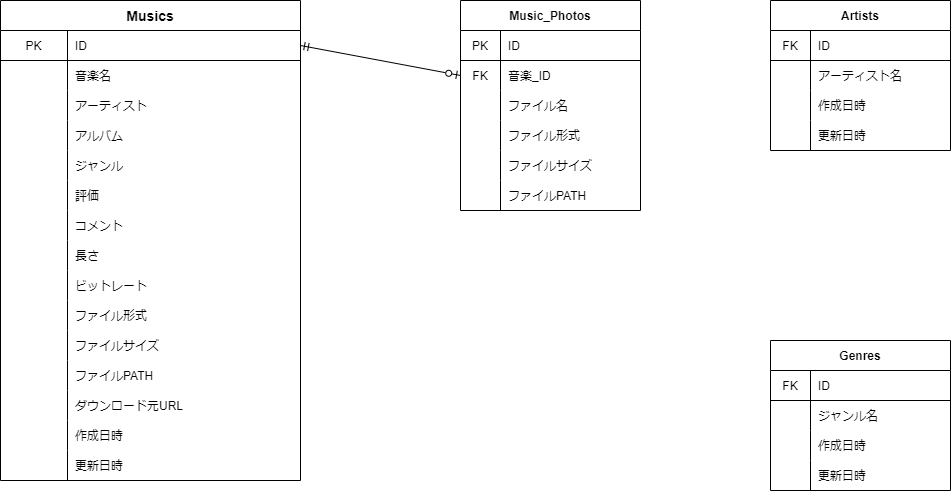 Musics
PK ID
音楽名
アーティスト
アルバム
ジャンル
評価
コメント
長さ
ビットレート
ファイル形式
ファイルサイズ
ファイルPATH
ダウンロード元URL
作成日時
更新日時
Music_Photos
PK ID
FK 音楽_ID
ファイル名
ファイル形式
ファイルサイズ
ファイルPATH
Artists
FK ID
アーティスト名
作成日時
更新日時
Genres
FK ID
ジャンル名
作成日時
更新日時